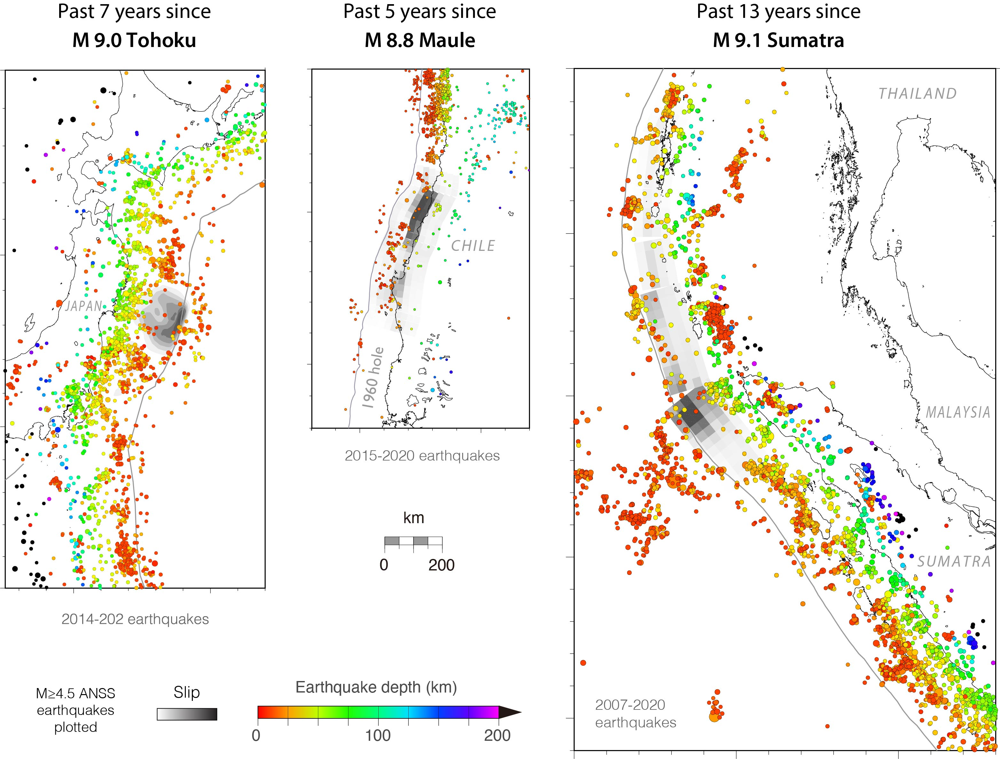 Past 7 years since
M 9.0 Tohoku
Past 5 years since
M 8.8 Maule
Past 13 years since
M 9.1 Sumatra
THAILAND
CHILE
JAPAN
1960 hole
MALAYSIA
2015-2020 earthquakes
km
0 200
SUMATRA
2014-202 earthquakes
M≥4.5 ANSS
earthquakes
plotted
Slip
Earthquake depth (km)
0 100 200
2007-2020
earthquakes